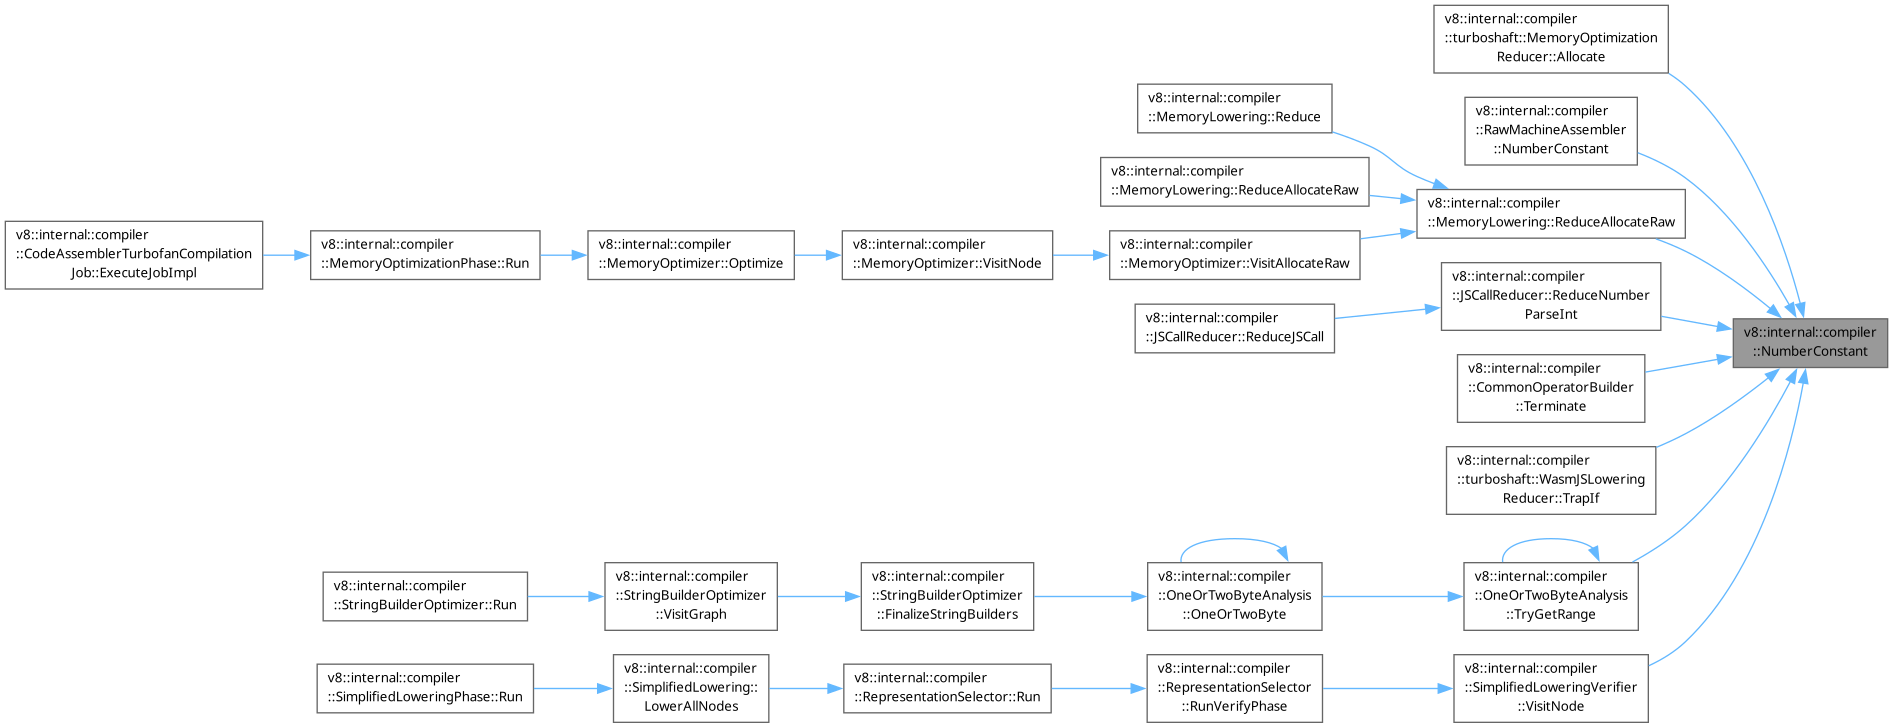 v8::internal::compiler
::turboshaft::MemoryOptimization
Reducer::Allocate
v8::internal::compiler
::MemoryLowering::Reduce
v8::internal::compiler
::RawMachineAssembler
::NumberConstant
v8::internal::compiler
::MemoryLowering::ReduceAllocateRaw
v8::internal::compiler
::MemoryLowering::ReduceAllocateRaw
v8::internal::compiler
::CodeAssemblerTurbofanCompilation
Job::ExecuteJobImpl
v8::internal::compiler
::MemoryOptimizationPhase::Run
v8::internal::compiler
::MemoryOptimizer::Optimize
v8::internal::compiler
::MemoryOptimizer::VisitNode
v8::internal::compiler
::MemoryOptimizer::VisitAllocateRaw
v8::internal::compiler
::JSCallReducer::ReduceNumber
ParseInt
v8::internal::compiler
::JSCallReducer::ReduceJSCall
v8::internal::compiler
::NumberConstant
v8::internal::compiler
::CommonOperatorBuilder
::Terminate
v8::internal::compiler
::turboshaft::WasmJSLowering
Reducer::TrapIf
v8::internal::compiler
::StringBuilderOptimizer::Run
v8::internal::compiler
::StringBuilderOptimizer
::VisitGraph
v8::internal::compiler
::StringBuilderOptimizer
::FinalizeStringBuilders
v8::internal::compiler
::OneOrTwoByteAnalysis
::OneOrTwoByte
v8::internal::compiler
::OneOrTwoByteAnalysis
::TryGetRange
v8::internal::compiler
::SimplifiedLoweringPhase::Run
v8::internal::compiler
::SimplifiedLowering::
LowerAllNodes
v8::internal::compiler
::RepresentationSelector::Run
v8::internal::compiler
::RepresentationSelector
::RunVerifyPhase
v8::internal::compiler
::SimplifiedLoweringVerifier
::VisitNode